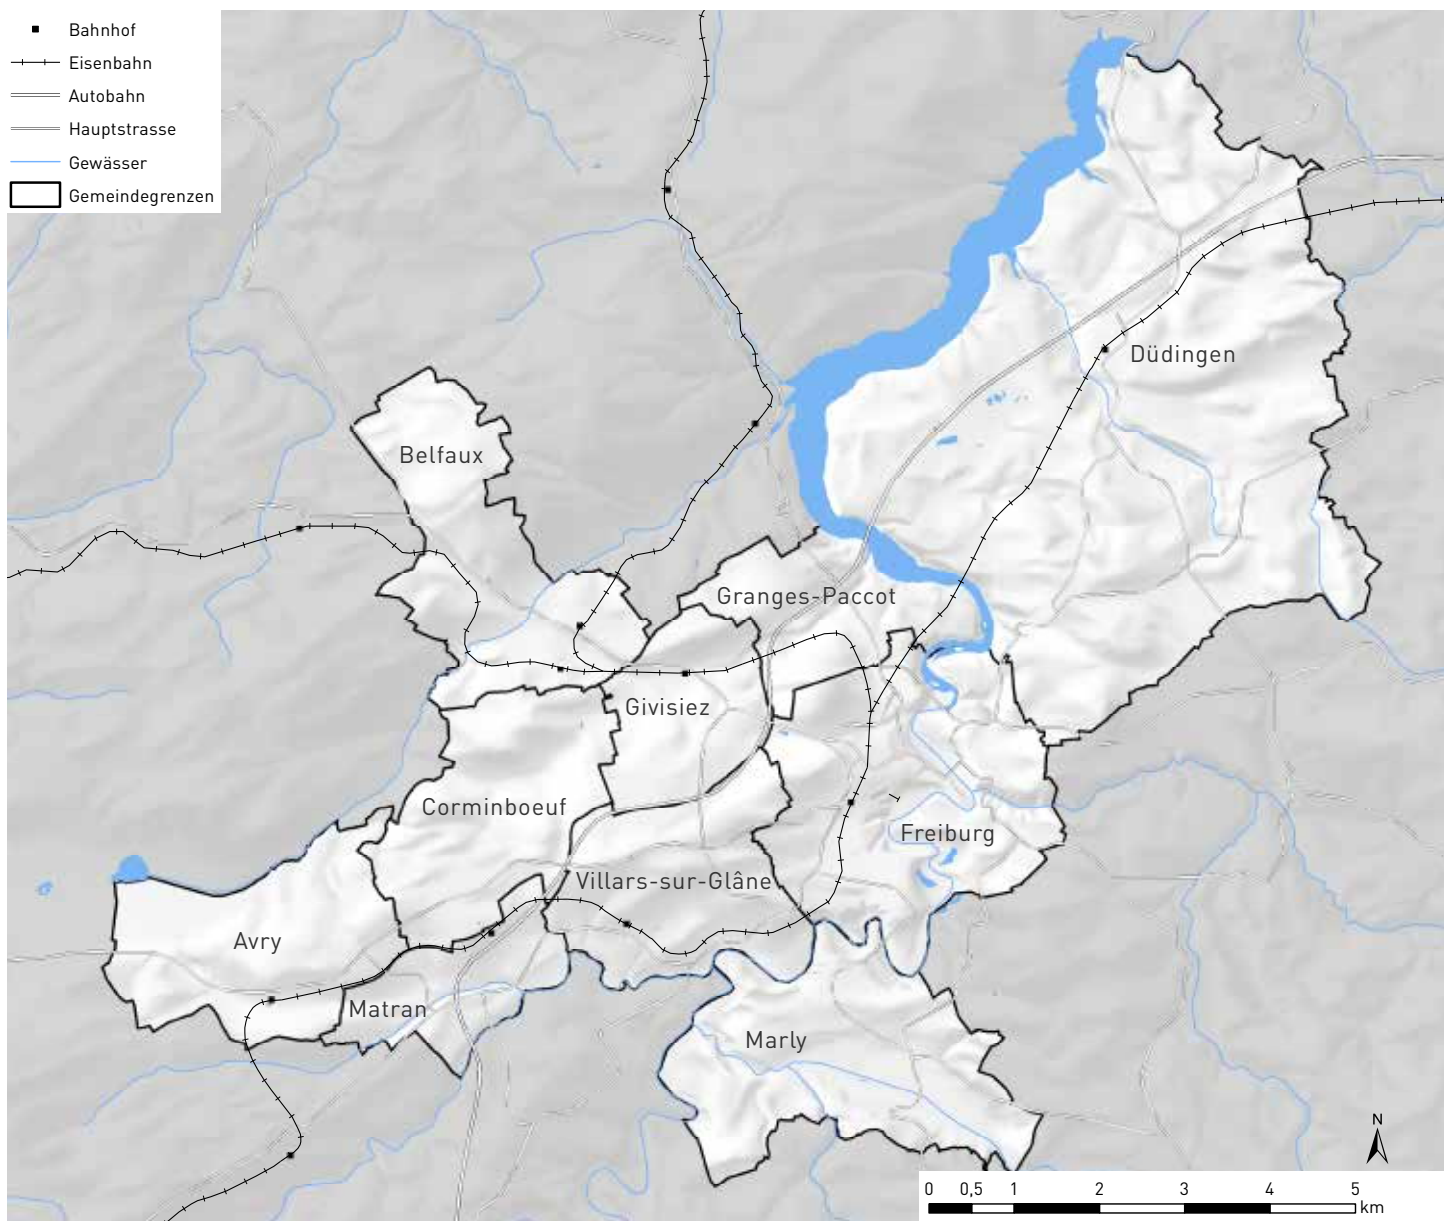 Bahnhof
Eisenbahn
Autobahn
Hauptstrasse
Gewässer
Gemeindegrenzen
Düdingen
Belfaux
Granges-Paccot
Givisiez
Corminboeuf
Freiburg
Villars-sur-Glâne
Avry
Matran
Marly
N
0 0,5 1 2 3 4 5
km